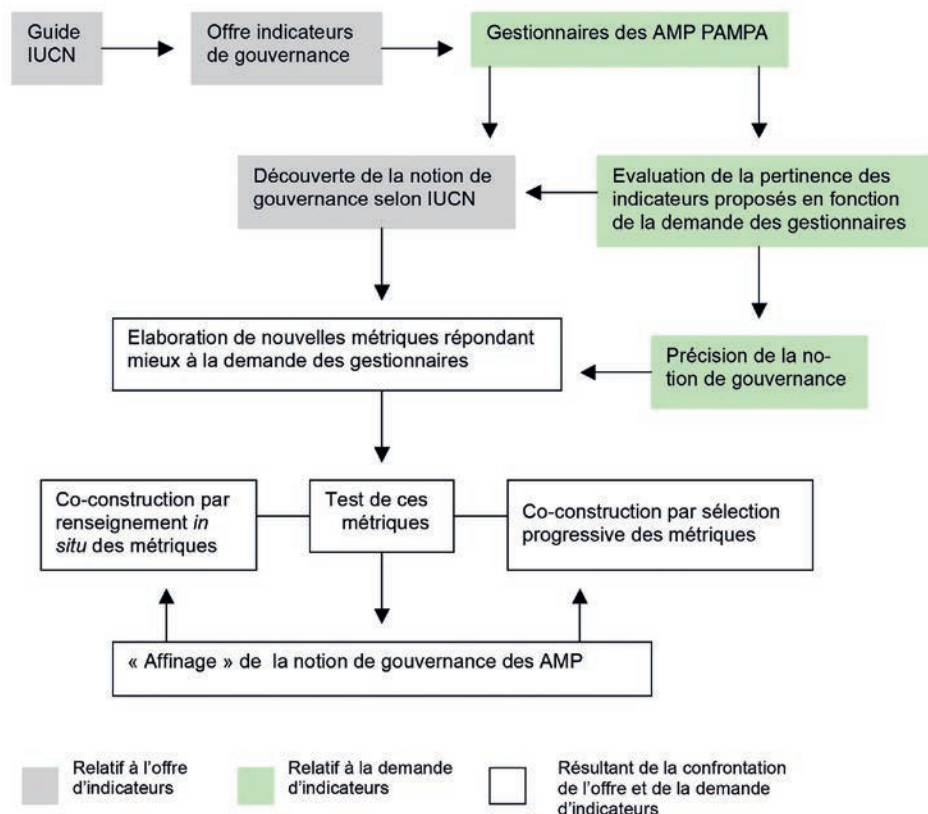 Guide
IUCN
Offre indicateurs
de gouvernance
Gestionnaires des AMP PAMPA
Découverte de la notion de
gouvernance selon IUCN
Evaluation de la pertinence des
indicateurs proposés en fonction
de la demande des gestionnaires
Elaboration de nouvelles métriques répondant
mieux à la demande des gestionnaires
Précision de la no-
tion de gouvernance
Co-construction par
renseignement in
situ des métriques
Test de ces
métriques
Co-construction par sélection
progressive des métriques
« Affinage » de la notion de gouvernance des AMP
Relatif à l'offre
d'indicateurs
Relatif à la demande
d'indicateurs
Résultant de la confrontation
de l'offre et de la demande
d'indicateurs